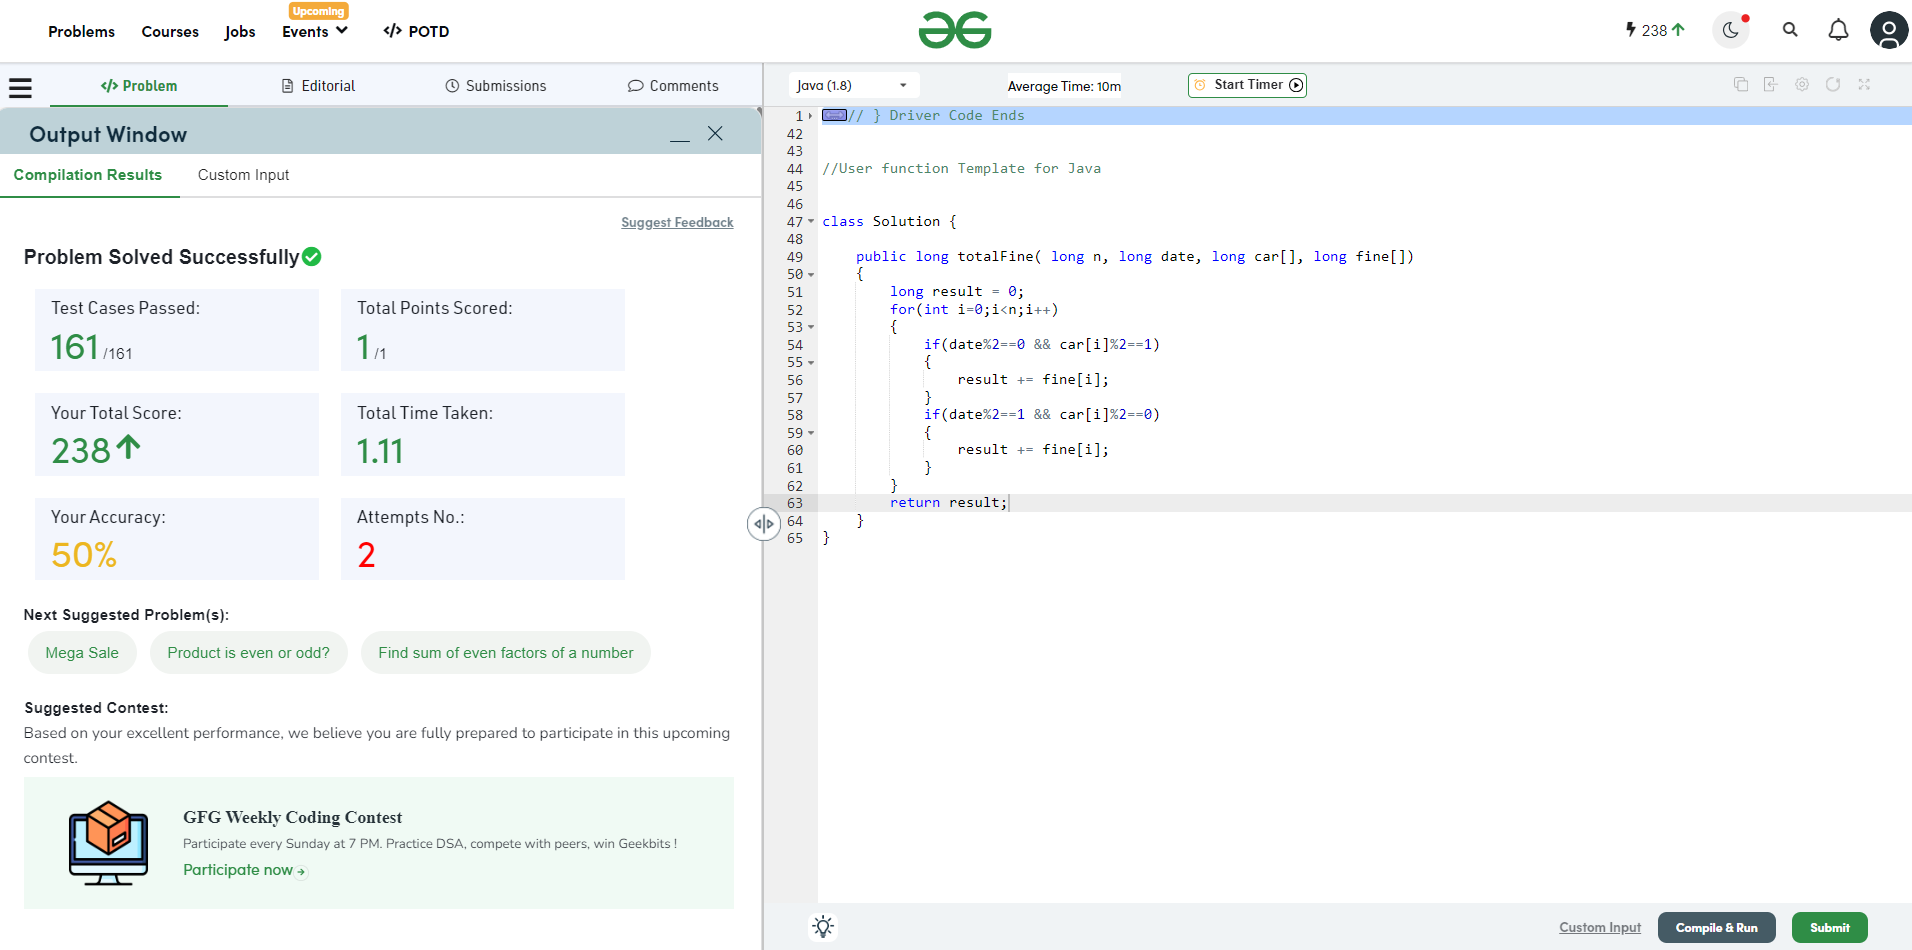 Problems Courses Jobs Upcoming Events </> POTD
238
</> Problem Editorial Submissions Comments
Java (1.8) Average Time: 10m Start Timer
Output Window
Compilation Results Custom Input
Suggest Feedback
Problem Solved Successfully
Test Cases Passed:
161 /161
Total Points Scored:
1 /1
Your Total Score:
238
Total Time Taken:
1.11
Your Accuracy:
50%
Attempts No.:
2
Next Suggested Problem(s):
Mega Sale Product is even or odd? Find sum of even factors of a number
Suggested Contest:
Based on your excellent performance, we believe you are fully prepared to participate in this upcoming
contest.
GFG Weekly Coding Contest
Participate every Sunday at 7 PM. Practice DSA, compete with peers, win Geekbits !
Participate now
1 // } Driver Code Ends
42
43
44 //User function Template for Java
45
46
47 class Solution {
48
49 public long totalFine( long n, long date, long car[], long fine[])
50 {
51 long result = 0;
52 for(int i=0;i<n;i++)
53 {
54 if(date%2==0 && car[i]%2==1)
55 {
56 result += fine[i];
57 }
58 if(date%2==1 && car[i]%2==0)
59 {
60 result += fine[i];
61 }
62 }
63 return result;
64 }
65 }
Custom Input Compile & Run Submit